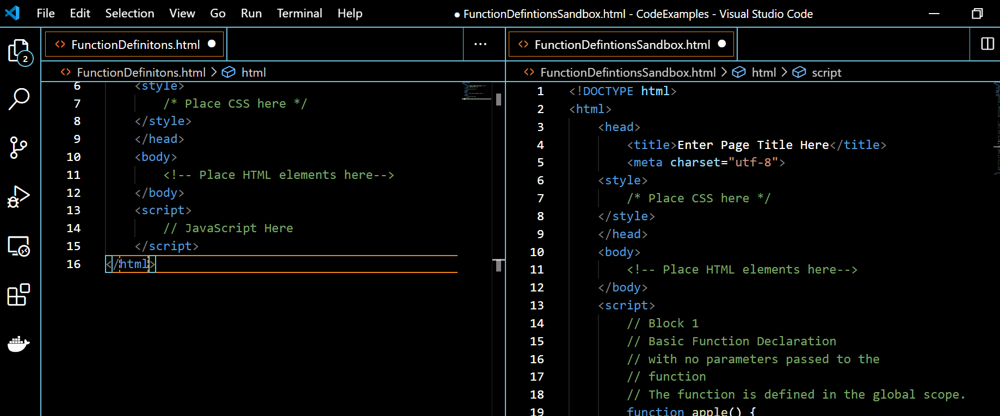 File Edit Selection View Go Run Terminal Help
● FunctionDefintionsSandbox.html - CodeExamples - Visual Studio Code
2
<> FunctionDefinitons.html ●
...
<> FunctionDefinitons.html > html
6 <style>
7 /* Place CSS here */
8 </style>
9 </head>
10 <body>
11 <!-- Place HTML elements here-->
12 </body>
13 <script>
14 // JavaScript Here
15 </script>
16 </html>
<> FunctionDefintionsSandbox.html ●
<> FunctionDefintionsSandbox.html > html > script
1 <!DOCTYPE html>
2 <html>
3 <head>
4 <title>Enter Page Title Here</title>
5 <meta charset="utf-8">
6 <style>
7 /* Place CSS here */
8 </style>
9 </head>
10 <body>
11 <!-- Place HTML elements here-->
12 </body>
13 <script>
14 // Block 1
15 // Basic Function Declaration
16 // with no parameters passed to the
17 // function
18 // The function is defined in the global scope.
19 function apple() {